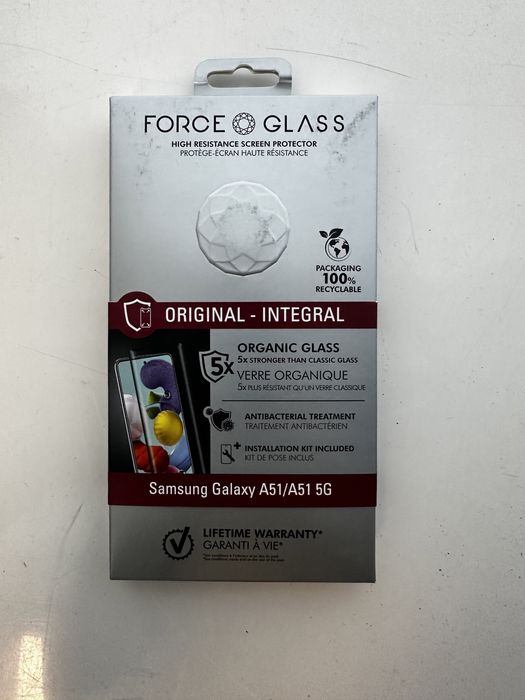 FORCE GLASS
HIGH RESISTANCE SCREEN PROTECTOR
PROTÈGE-ÉCRAN HAUTE RÉSISTANCE
PACKAGING
100%
RECYCLABLE
ORIGINAL - INTEGRAL
5x
ORGANIC GLASS
5x STRONGER THAN CLASSIC GLASS
VERRE ORGANIQUE
5x PLUS RÉSISTANT QU'UN VERRE CLASSIQUE
ANTIBACTERIAL TREATMENT
TRAITEMENT ANTIBACTÉRIEN
+ INSTALLATION KIT INCLUDED
KIT DE POSE INCLUS
Samsung Galaxy A51/A51 5G
LIFETIME WARRANTY*
GARANTI À VIE*